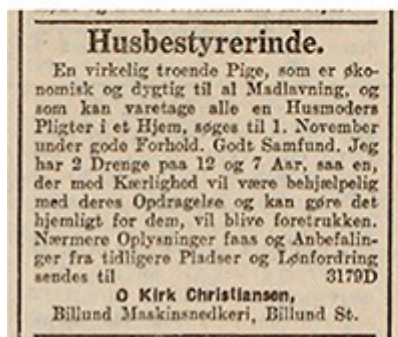 Husbestyrerinde.
En virkelig troende Pige, som er øko-
nomisk og dygtig til al Madlavning, og
som kan varetage alle en Husmoders
Pligter i et Hjem, søges til 1. November
under gode Forhold. Godt Samfund. Jeg
har 2 Drenge paa 12 og 7 Aar, saa en,
der med Kærlighed vil være behjælpelig
med deres Opdragelse og kan gøre det
hjemligt for dem, vil blive foretrukken.
Nærmere Oplysninger faas og Anbefalin-
ger fra tidligere Pladser og Lønfordring
sendes til 3179D
O Kirk Christiansen,
Billund Maskinsnedkeri, Billund St.